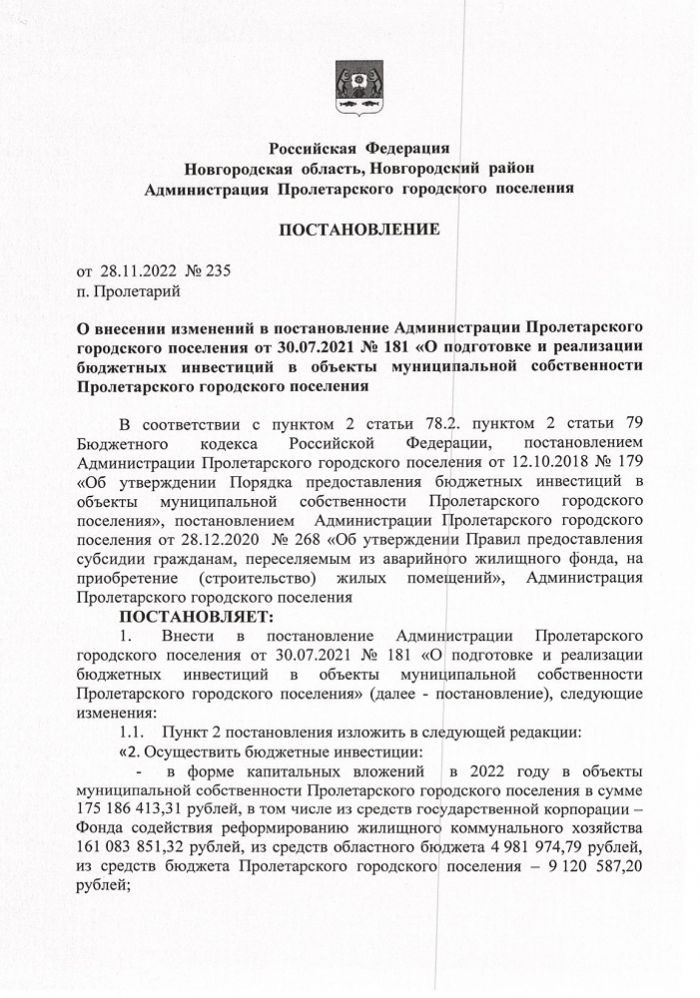 Российская Федерация
Новгородская область, Новгородский район
Администрация Пролетарского городского поселения
ПОСТАНОВЛЕНИЕ
от 28.11.2022 № 235
п. Пролетарий
О внесении изменений в постановление Администрации Пролетарского
городского поселения от 30.07.2021 № 181 «О подготовке и реализации
бюджетных инвестиций в объекты муниципальной собственности
Пролетарского городского поселения
В соответствии с пунктом 2 статьи 78.2. пунктом 2 статьи 79
Бюджетного кодекса Российской Федерации, постановлением
Администрации Пролетарского городского поселения от 12.10.2018 № 179
«Об утверждении Порядка предоставления бюджетных инвестиций в
объекты муниципальной собственности Пролетарского городского
поселения», постановлением Администрации Пролетарского городского
поселения от 28.12.2020 № 268 «Об утверждении Правил предоставления
субсидии гражданам, переселяемым из аварийного жилищного фонда, на
приобретение (строительство) жилых помещений», Администрация
Пролетарского городского поселения
ПОСТАНОВЛЯЕТ:
1. Внести в постановление Администрации Пролетарского
городского поселения от 30.07.2021 № 181 «О подготовке и реализации
бюджетных инвестиций в объекты муниципальной собственности
Пролетарского городского поселения» (далее - постановление), следующие
изменения:
1.1. Пункт 2 постановления изложить в следующей редакции:
«2. Осуществить бюджетные инвестиции:
- в форме капитальных вложений в 2022 году в объекты
муниципальной собственности Пролетарского городского поселения в сумме
175 186 413,31 рублей, в том числе из средств государственной корпорации –
Фонда содействия реформированию жилищного коммунального хозяйства
161 083 851,32 рублей, из средств областного бюджета 4 981 974,79 рублей,
из средств бюджета Пролетарского городского поселения – 9 120 587,20
рублей;